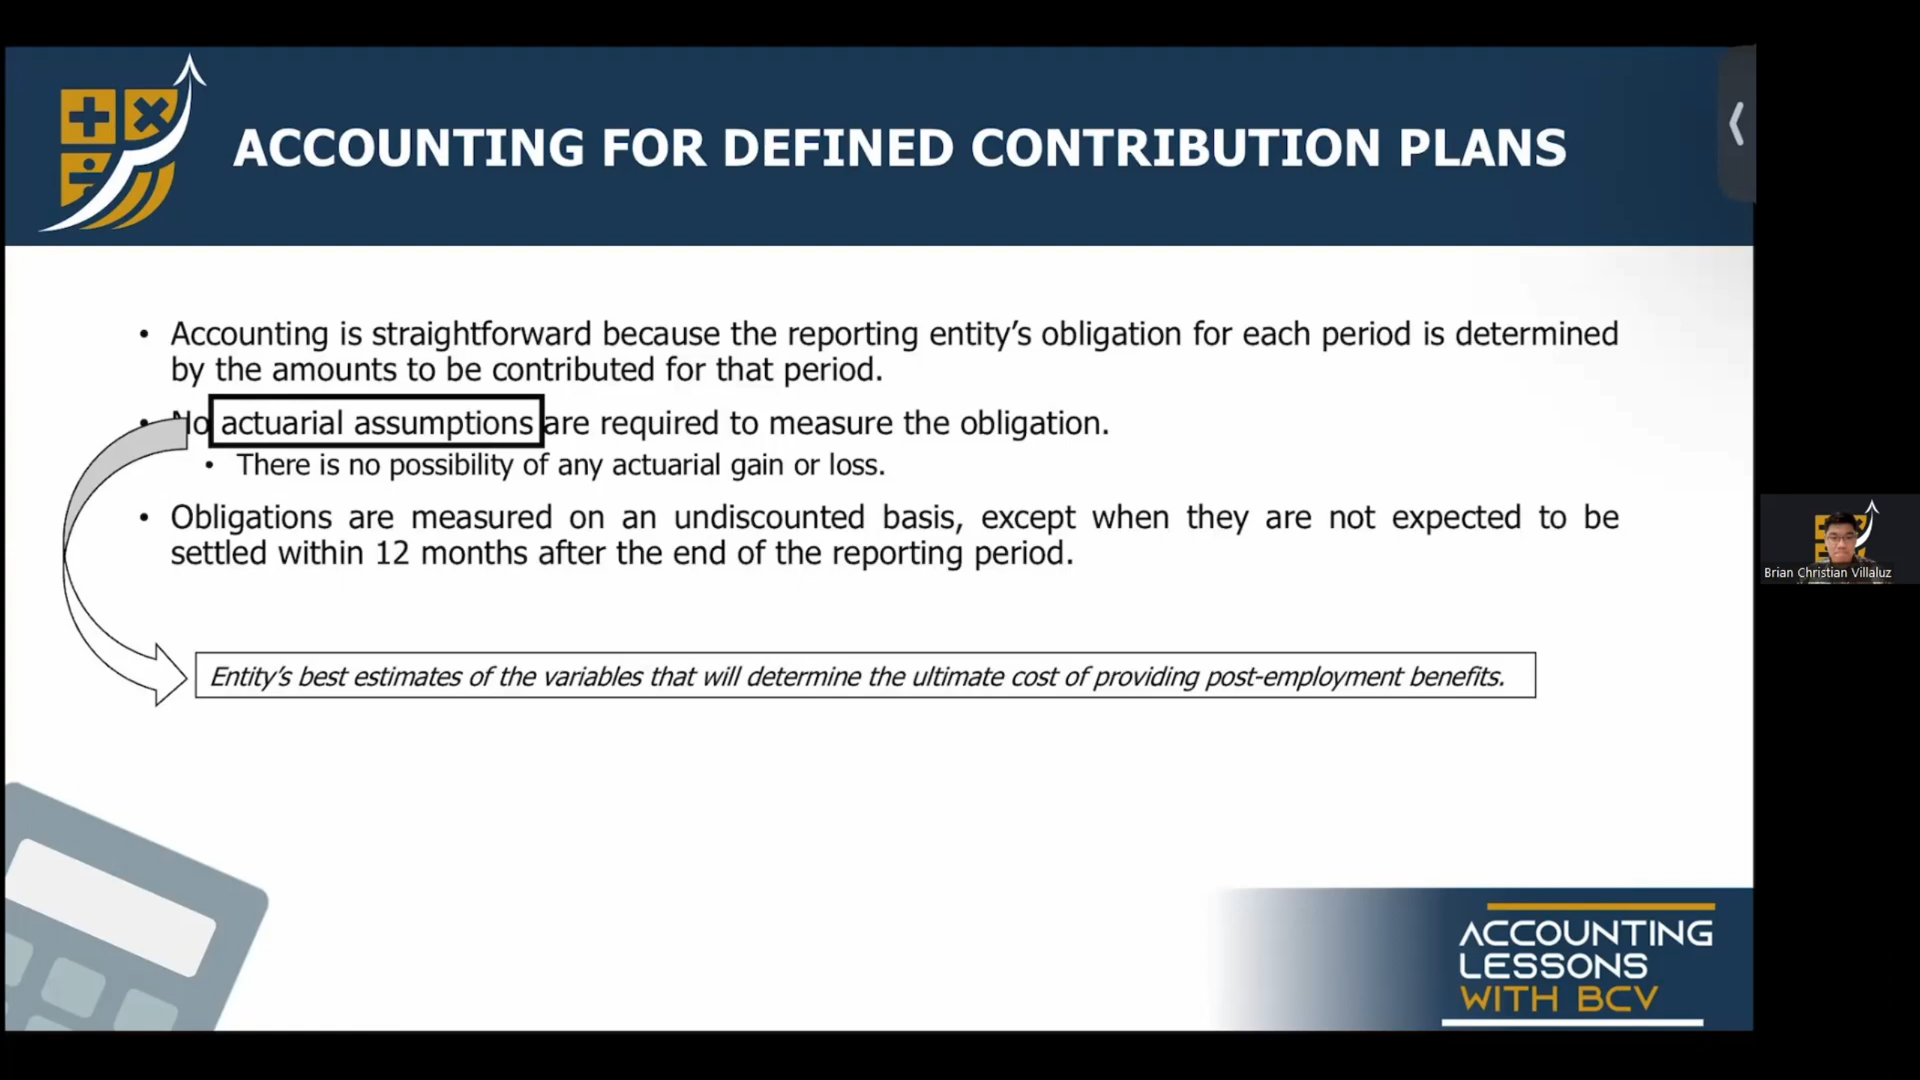 ACCOUNTING FOR DEFINED CONTRIBUTION PLANS
• Accounting is straightforward because the reporting entity’s obligation for each period is determined
by the amounts to be contributed for that period.
• No actuarial assumptions are required to measure the obligation.
• There is no possibility of any actuarial gain or loss.
• Obligations are measured on an undiscounted basis, except when they are not expected to be
settled within 12 months after the end of the reporting period.
Entity’s best estimates of the variables that will determine the ultimate cost of providing post-employment benefits.
Brian Christian Villaluz
ACCOUNTING
LESSONS
WITH BCV